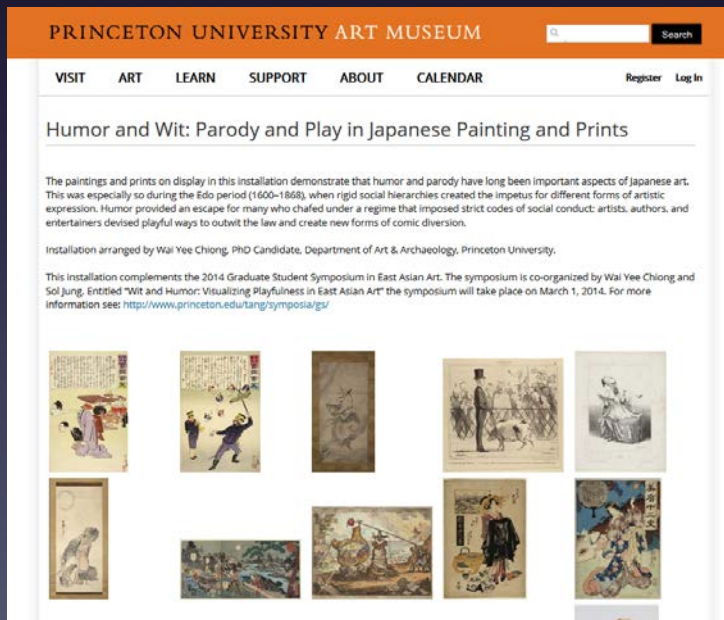 PRINCETON UNIVERSITY ART MUSEUM
Search
VISIT ART LEARN SUPPORT ABOUT CALENDAR Register Log In
Humor and Wit: Parody and Play in Japanese Painting and Prints
The paintings and prints on display in this installation demonstrate that humor and parody have long been important aspects of Japanese art.
This was especially so during the Edo period (1600–1868), when rigid social hierarchies created the impetus for different forms of artistic
expression. Humor provided an escape for many who chafed under a regime that imposed strict codes of social conduct: artists, authors, and
entertainers devised playful ways to outwit the law and create new forms of comic diversion.
Installation arranged by Wai Yee Chiong, PhD Candidate, Department of Art & Archaeology, Princeton University.
This installation complements the 2014 Graduate Student Symposium in East Asian Art. The symposium is co-organized by Wai Yee Chiong and
Sol Jung. Entitled “Wit and Humor: Visualizing Playfulness in East Asian Art” the symposium will take place on March 1, 2014. For more
information see: http://www.princeton.edu/tang/symposia/gs/